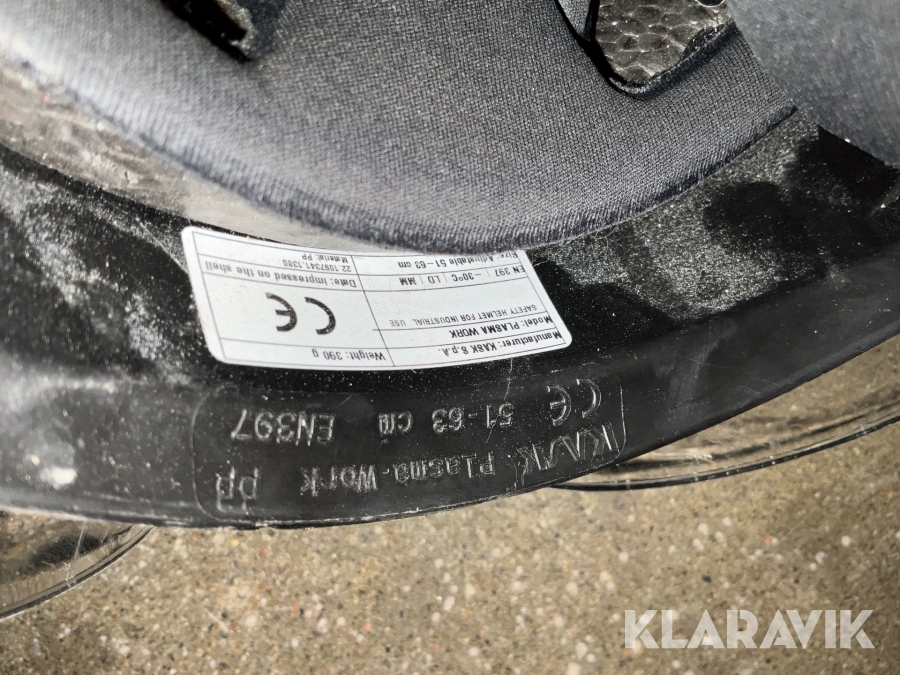 Manufacturer: KASK S.p.A.
Weight: 390 g
Model: PLASMA WORK
SAFETY HELMET FOR INDUSTRIAL USE
CE
EN 397 | -30°C | LD | MM
Date: impressed on the shell
Size: Adjustable 51-63 cm
22.1097341.1380
Material: PP
KASK Plasma-Work pp
CE 51-63 cm EN397
KLARAVIK